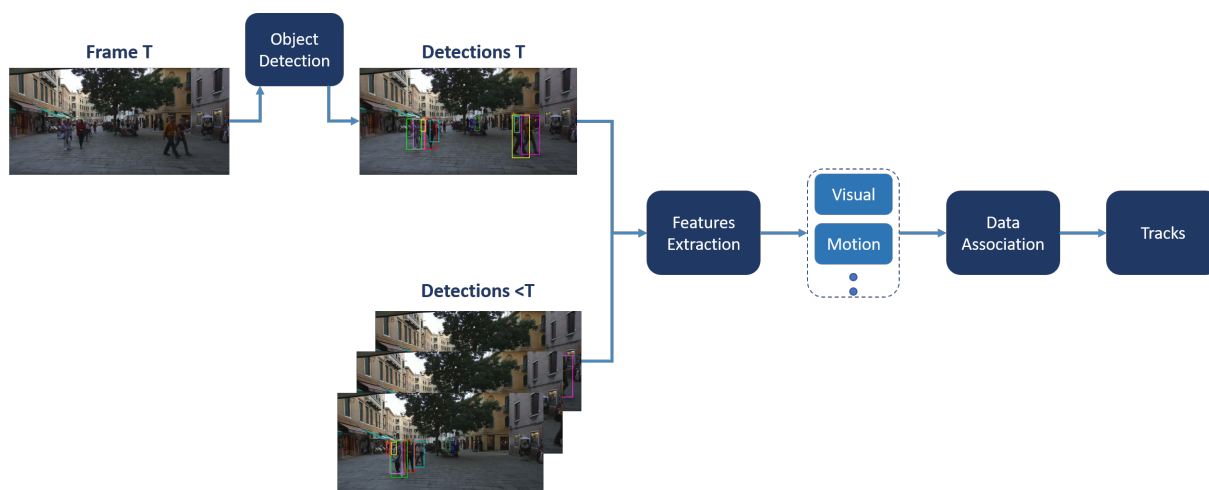 Frame T
Object
Detection
Detections T
Features
Extraction
Visual
Motion
Data
Association
Tracks
Detections <T